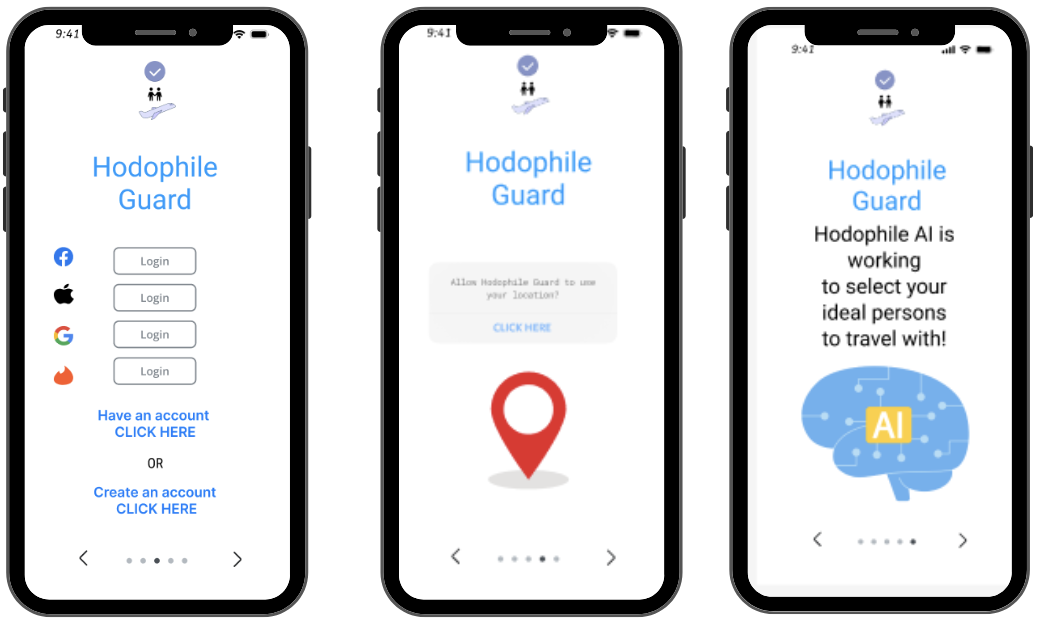 9:41
Hodophile
Guard
Login
Login
Login
Login
Have an account
CLICK HERE
OR
Create an account
CLICK HERE
9:41
Hodophile
Guard
Allow Hodophile Guard to use
your location?
CLICK HERE
9:41
Hodophile
Guard
Hodophile AI is
working
to select your
ideal persons
to travel with!
AI